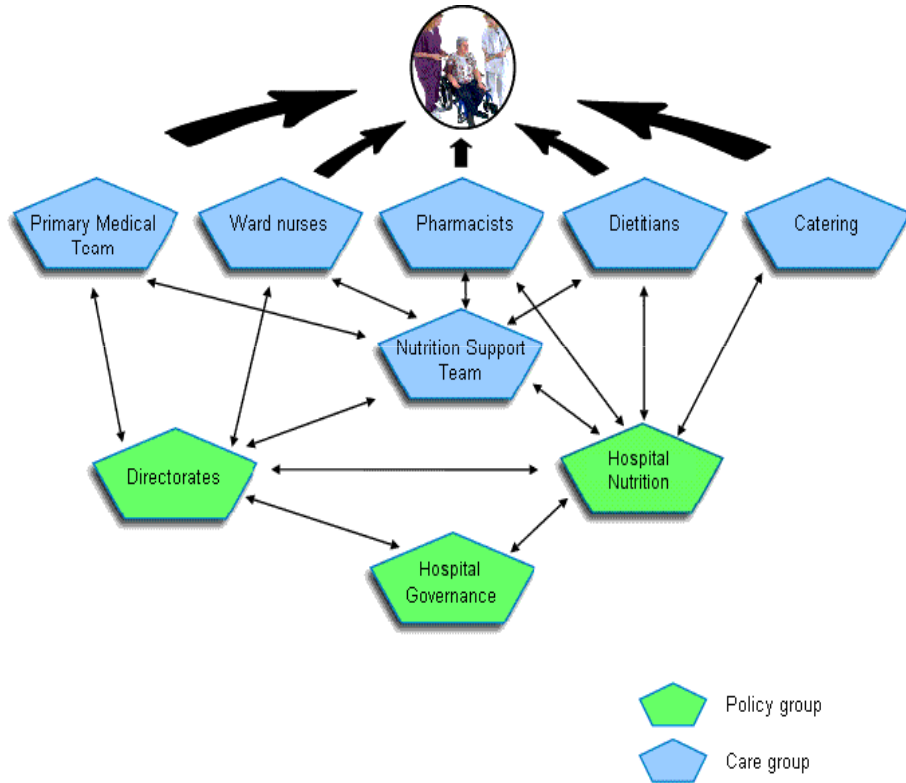 Primary Medical
Team
Ward nurses
Pharmacists
Dietitians
Catering
Nutrition Support
Team
Directorates
Hospital
Nutrition
Hospital
Governance
Policy group
Care group